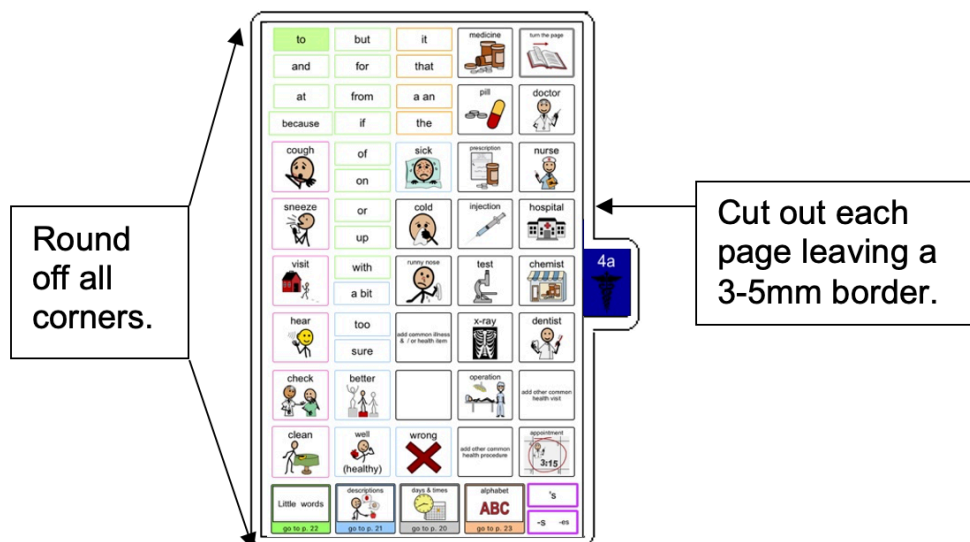 to but it medicine turn the page
and for that
at from a an pill doctor
because if the
cough of sick prescription nurse
on
sneeze or cold injection hospital
up
visit with runny nose test chemist 4a
a bit
hear too add common illness x-ray dentist
& / or health item
sure
check better operation add other common
health visit
clean well wrong add other common appointment
health procedure
(healthy) 3:15
Little words descriptions days & times alphabet 's
ABC
go to p. 22 go to p. 21 go to p. 20 go to p. 23 -s -es
Round
off all
corners.
Cut out each
page leaving a
3-5mm border.